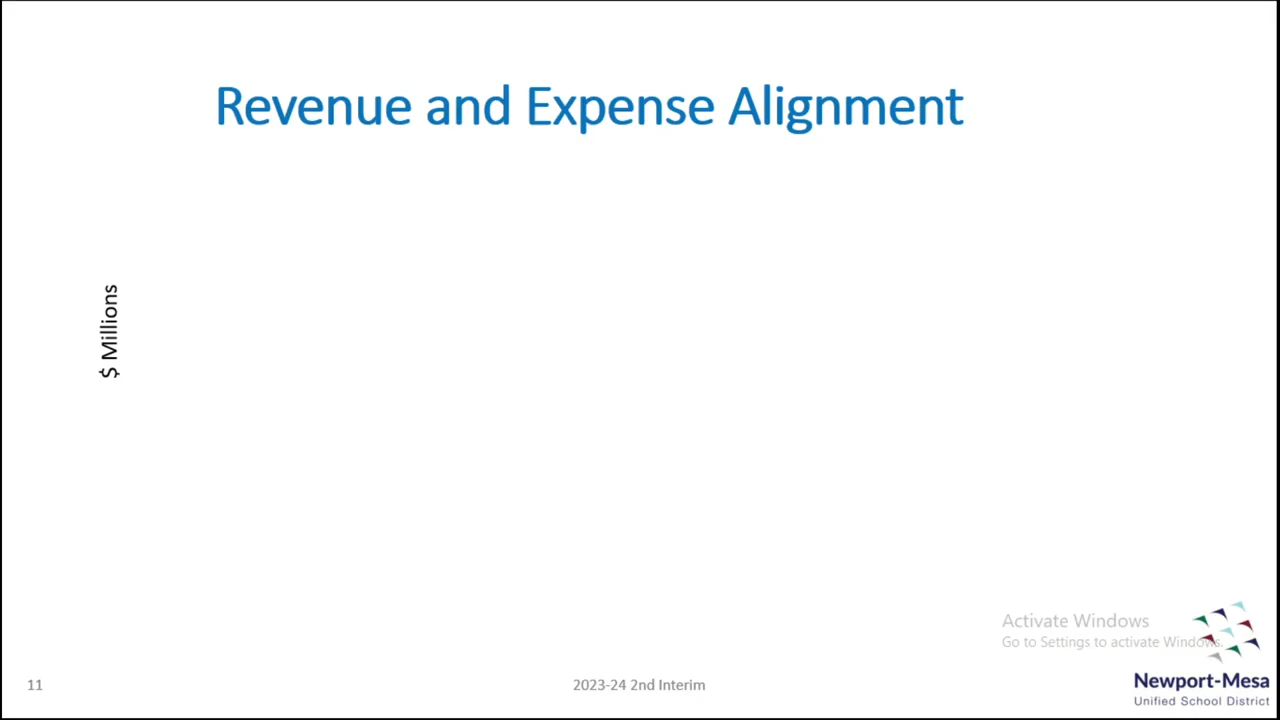 Revenue and Expense Alignment
$ Millions
Activate Windows
Go to Settings to activate Windows.
11
2023-24 2nd Interim
Newport-Mesa
Unified School District